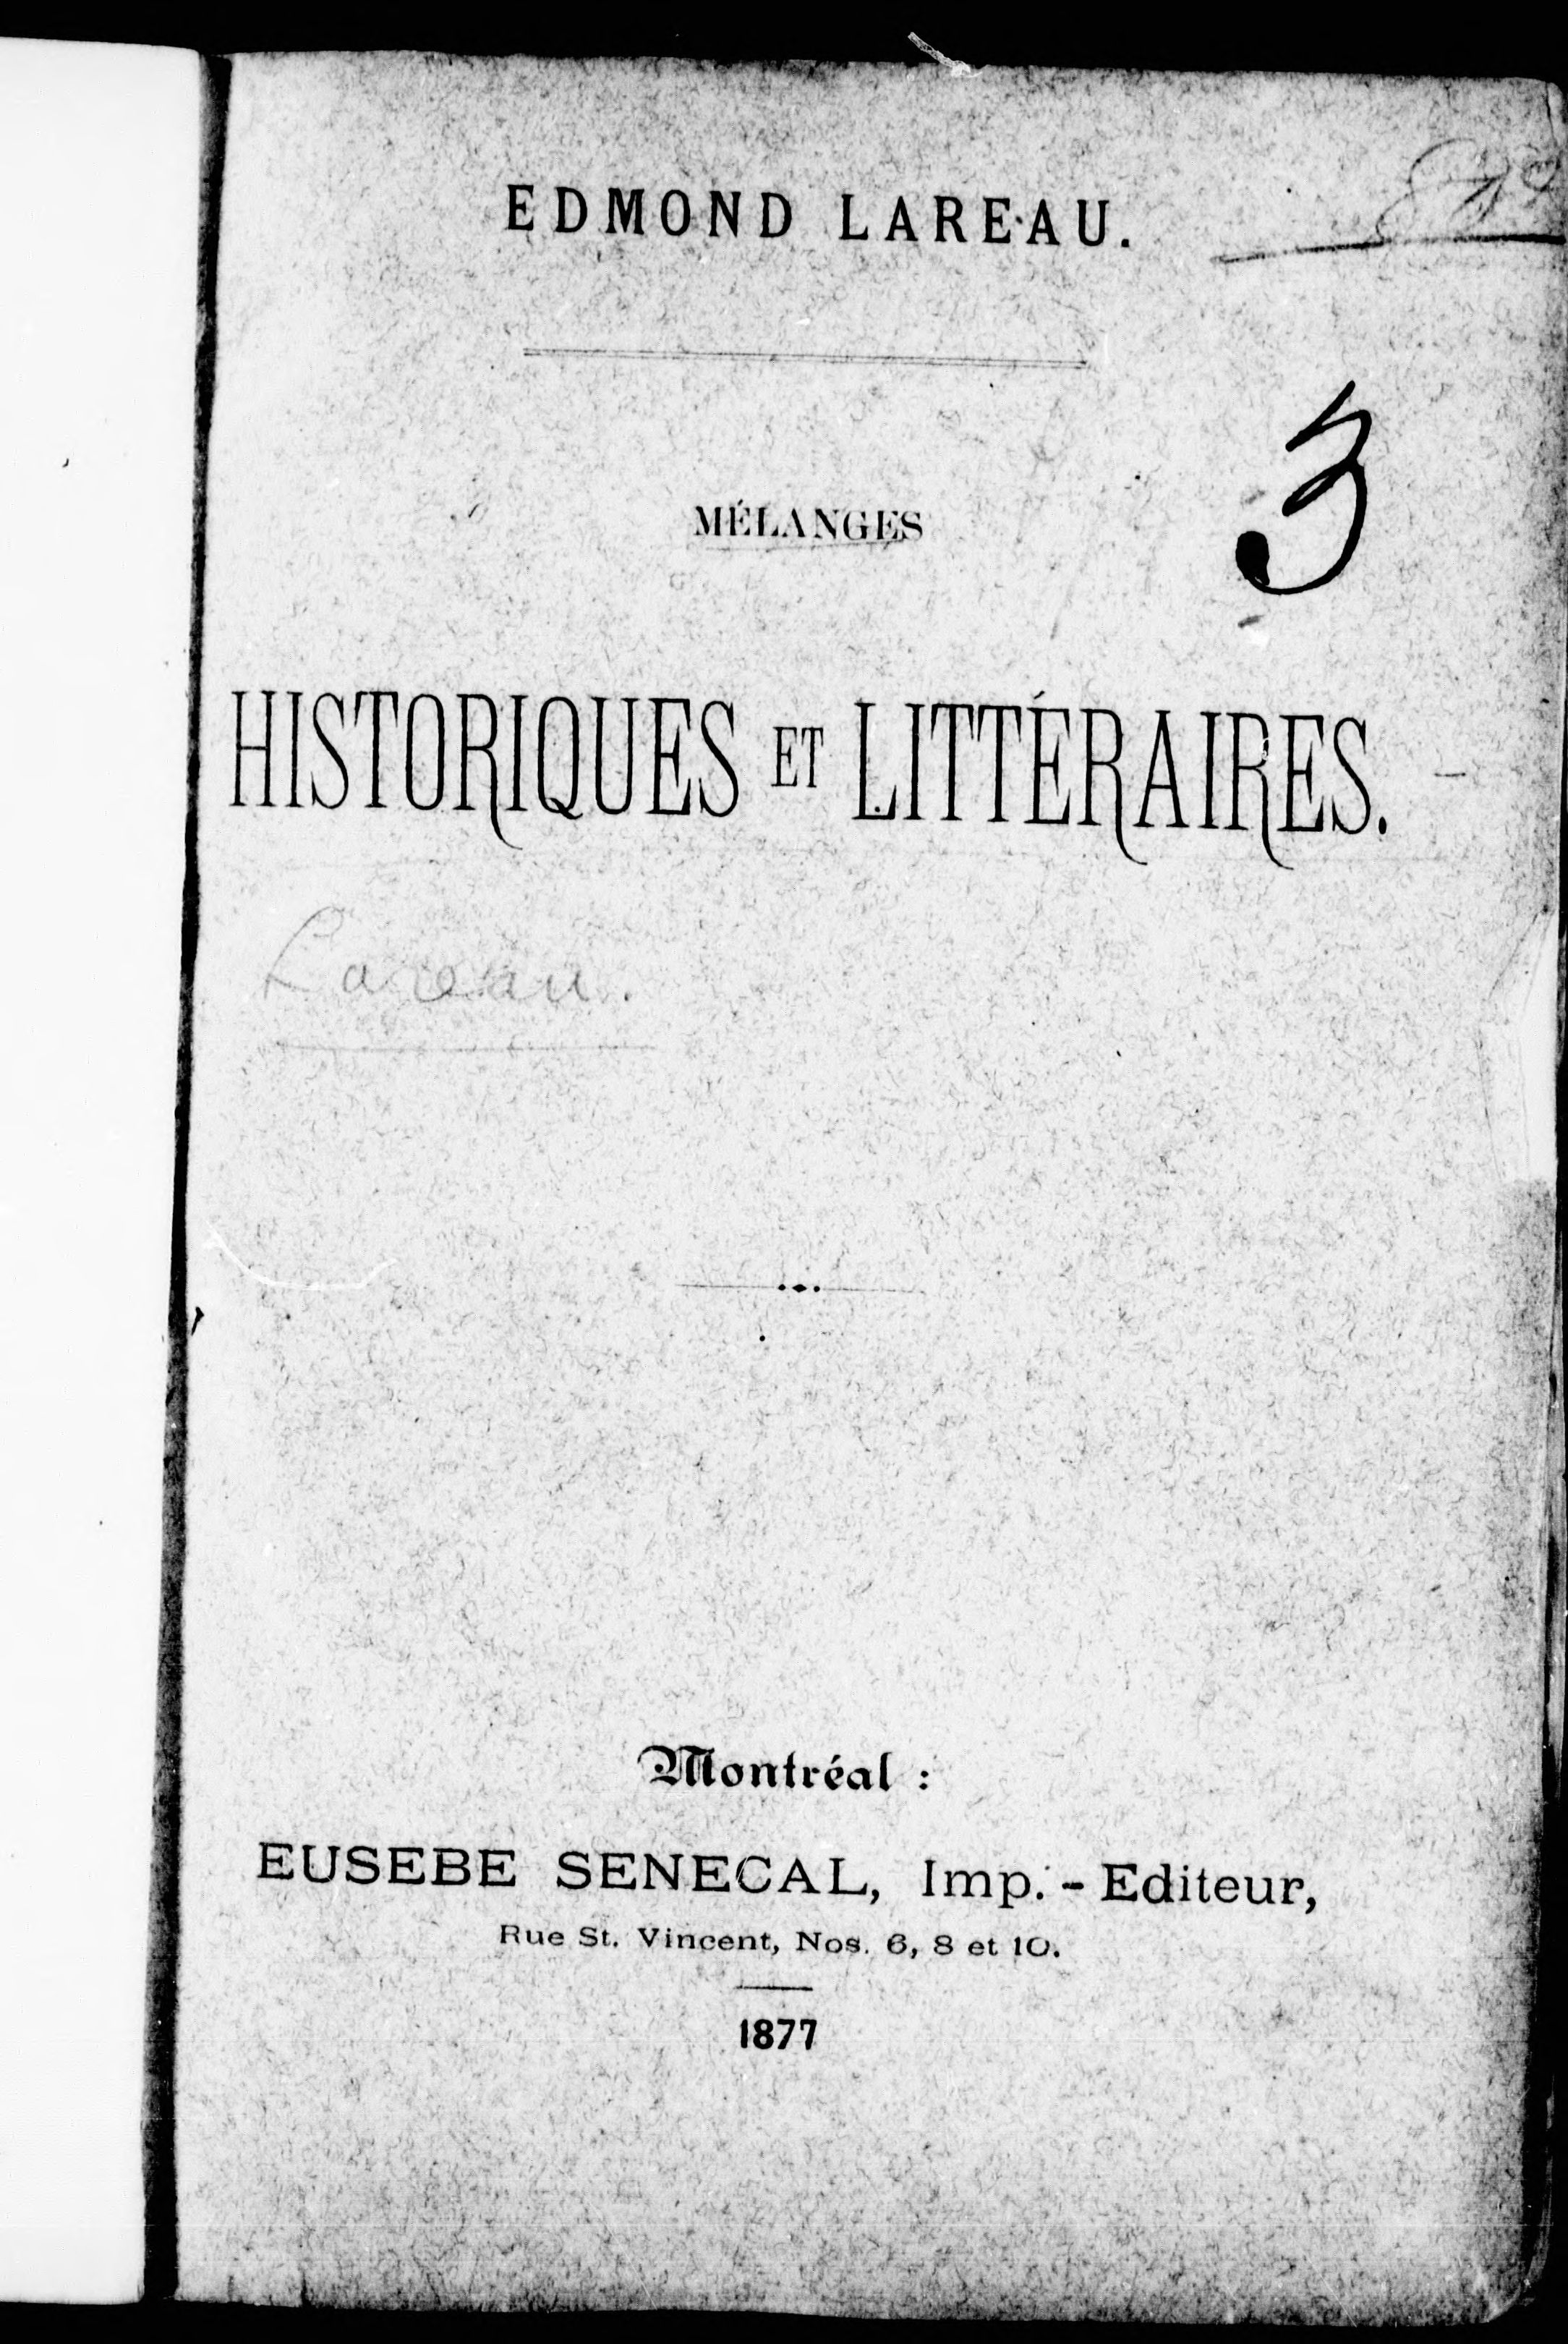 EDMOND LAREAU.
3
MÉLANGES
HISTORIQUES ET LITTÉRAIRES.
Lareau.
Montréal :
EUSEBE SENECAL, Imp. - Editeur,
Rue St. Vincent, Nos. 6, 8 et 10.
1877